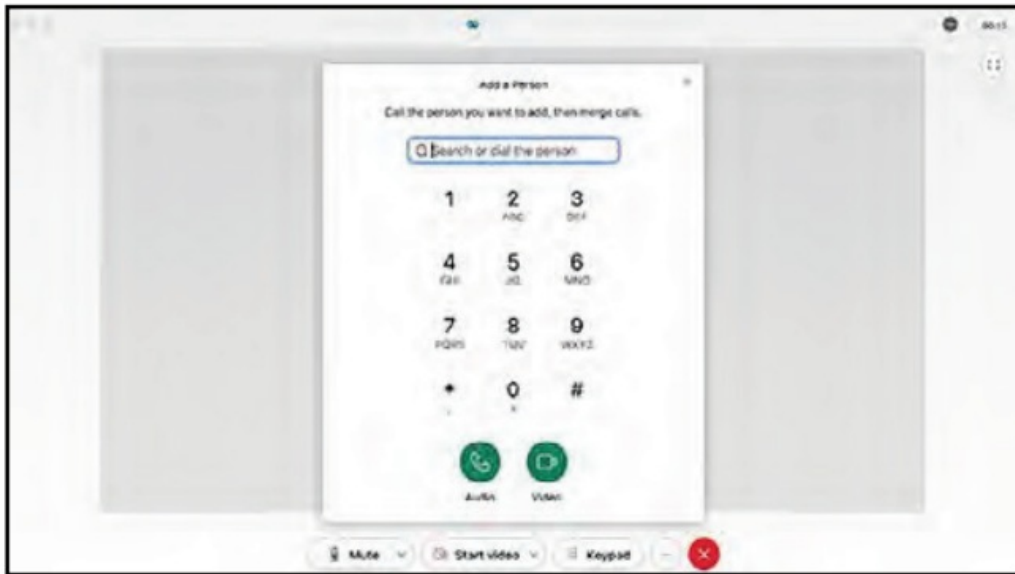 Add a Person
Call the person you want to add, then merge calls.
Search or dial the person
1 2 3
ABC DEF
4 5 6
GHI JKL MNO
7 8 9
PQRS TUV WXYZ
* 0 #
, +
Audio Video
Mute Start video Keypad